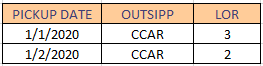 PICKUP DATE OUTSIPP LOR
1/1/2020 CCAR 3
1/2/2020 CCAR 2